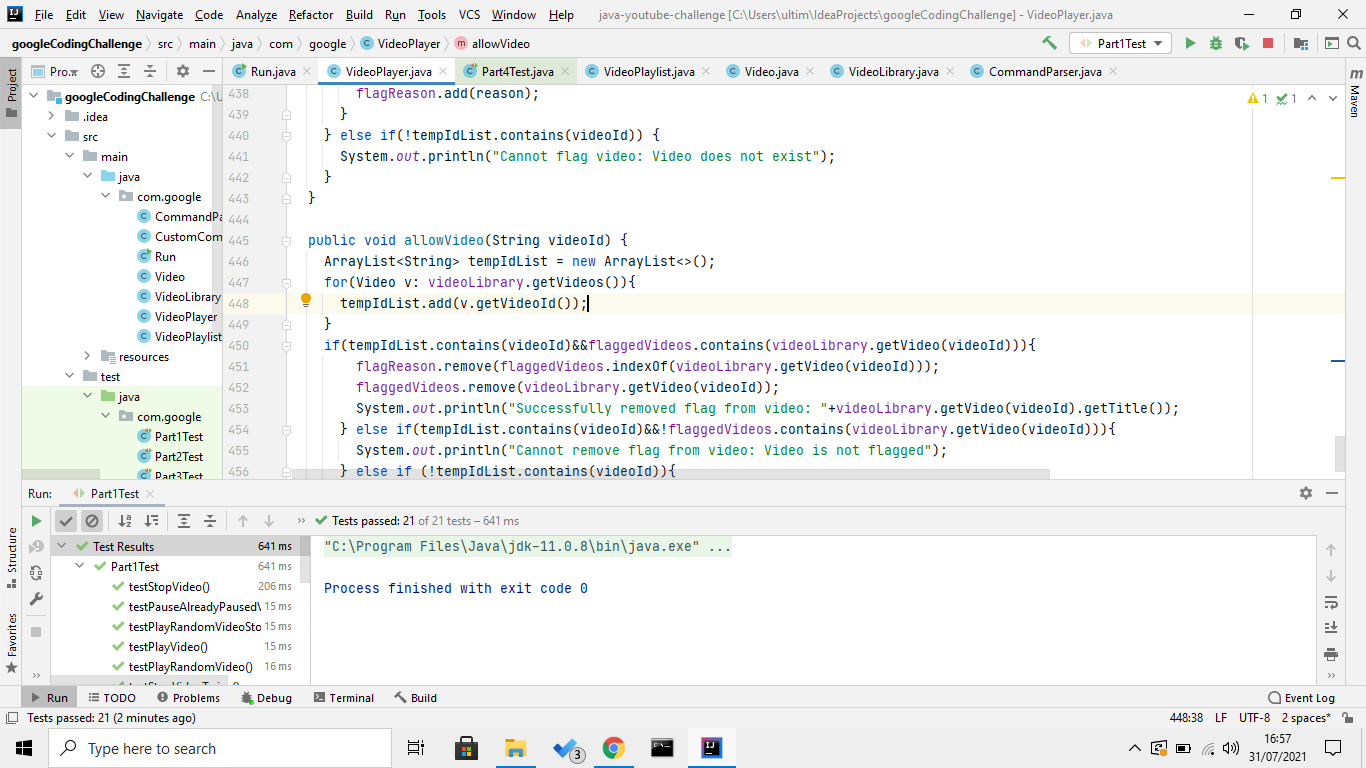 File Edit View Navigate Code Analyze Refactor Build Run Tools VCS Window Help java-youtube-challenge [C:\Users\ultim\IdeaProjects\googleCodingChallenge] - VideoPlayer.java
googleCodingChallenge src main java com google VideoPlayer allowVideo Part1Test
Project Pro... Run.java VideoPlayer.java Part4Test.java VideoPlaylist.java Video.java VideoLibrary.java CommandParser.java Maven
googleCodingChallenge C:\U
.idea
src
main
java
com.google
CommandPa
CustomCom
Run
Video
VideoLibrary
VideoPlayer
VideoPlaylist
resources
test
java
com.google
Part1Test
Part2Test
Part3Test
1 1
438 flagReason.add(reason);
439 }
440 } else if(!tempIdList.contains(videoId)) {
441 System.out.println("Cannot flag video: Video does not exist");
442 }
443 }
444
445 public void allowVideo(String videoId) {
446 ArrayList<String> tempIdList = new ArrayList<>();
447 for(Video v: videoLibrary.getVideos()){
448 tempIdList.add(v.getVideoId());
449 }
450 if(tempIdList.contains(videoId)&&flaggedVideos.contains(videoLibrary.getVideo(videoId))){
451 flagReason.remove(flaggedVideos.indexOf(videoLibrary.getVideo(videoId)));
452 flaggedVideos.remove(videoLibrary.getVideo(videoId));
453 System.out.println("Successfully removed flag from video: "+videoLibrary.getVideo(videoId).getTitle());
454 } else if(tempIdList.contains(videoId)&&!flaggedVideos.contains(videoLibrary.getVideo(videoId))){
455 System.out.println("Cannot remove flag from video: Video is not flagged");
456 } else if (!tempIdList.contains(videoId)){
Run: Part1Test
Tests passed: 21 of 21 tests – 641 ms
Test Results 641 ms
Part1Test 641 ms
testStopVideo() 206 ms
testPauseAlreadyPausedV 15 ms
testPlayRandomVideoSto 15 ms
testPlayVideo() 15 ms
testPlayRandomVideo() 16 ms
"C:\Program Files\Java\jdk-11.0.8\bin\java.exe" ...
Process finished with exit code 0
Structure
Favorites
Run TODO Problems Debug Terminal Build Event Log
Tests passed: 21 (2 minutes ago) 448:38 LF UTF-8 2 spaces*
Type here to search 3 16:57
31/07/2021